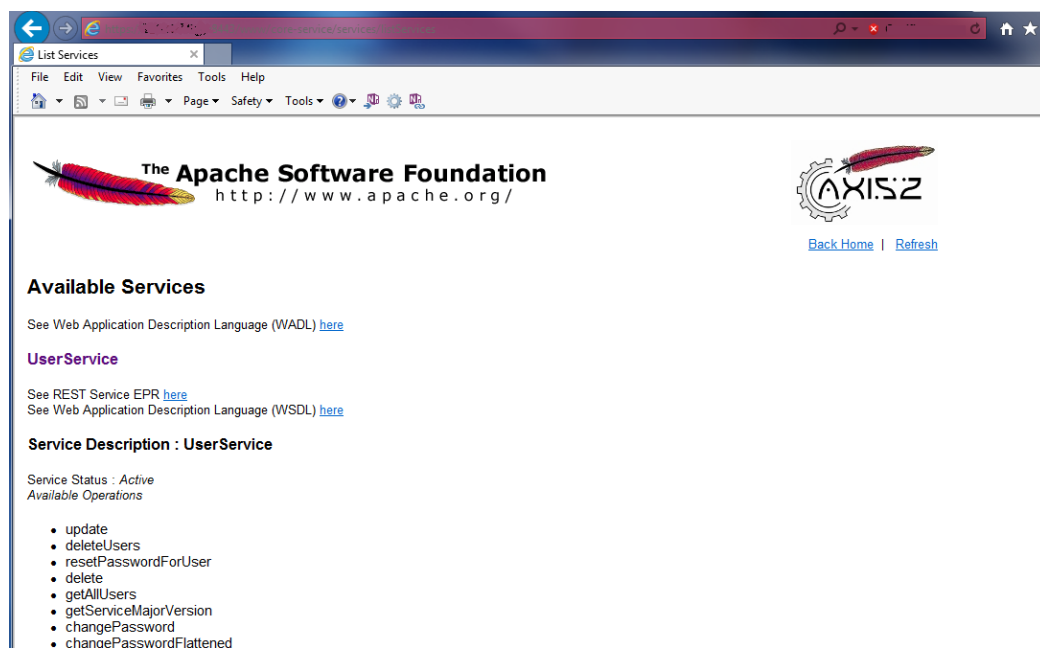 service/services
List Services
File Edit View Favorites Tools Help
Page Safety Tools
The Apache Software Foundation
http://www.apache.org/
AXIS2
Back Home | Refresh
Available Services
See Web Application Description Language (WADL) here
UserService
See REST Service EPR here
See Web Application Description Language (WSDL) here
Service Description : UserService
Service Status : Active
Available Operations
update
deleteUsers
resetPasswordForUser
delete
getAllUsers
getServiceMajorVersion
changePassword
changePasswordFlattened